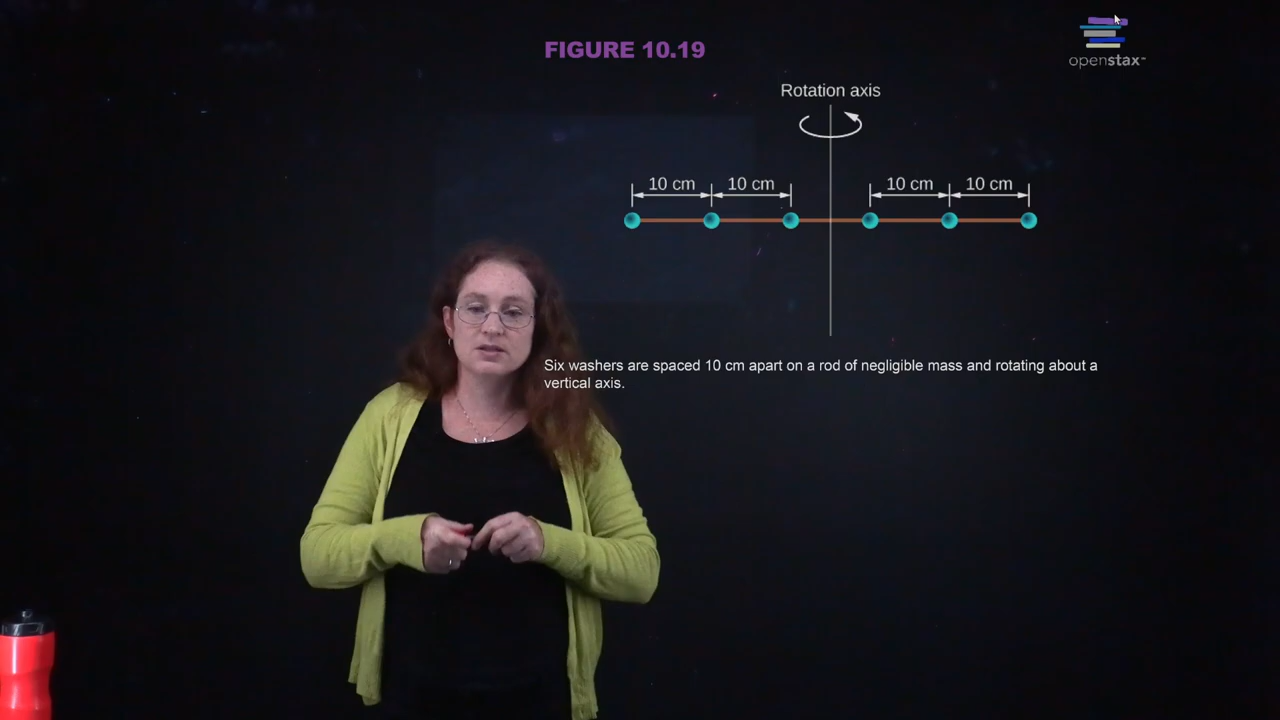 FIGURE 10.19
openstax™
Rotation axis
10 cm 10 cm 10 cm 10 cm
Six washers are spaced 10 cm apart on a rod of negligible mass and rotating about a
vertical axis.